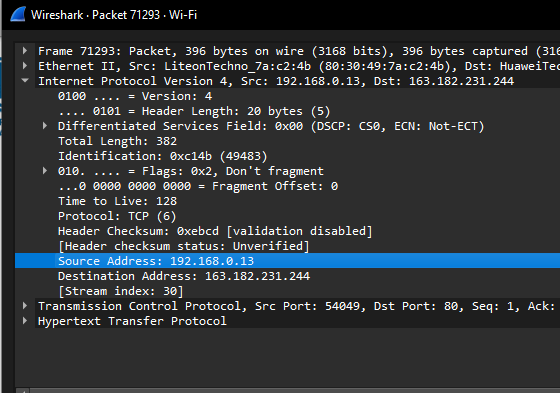 Wireshark · Packet 71293 · Wi-Fi
Frame 71293: Packet, 396 bytes on wire (3168 bits), 396 bytes captured (316
Ethernet II, Src: LiteonTechno_7a:c2:4b (80:30:49:7a:c2:4b), Dst: HuaweiTec
Internet Protocol Version 4, Src: 192.168.0.13, Dst: 163.182.231.244
0100 .... = Version: 4
.... 0101 = Header Length: 20 bytes (5)
Differentiated Services Field: 0x00 (DSCP: CS0, ECN: Not-ECT)
Total Length: 382
Identification: 0xc14b (49483)
010. .... = Flags: 0x2, Don't fragment
...0 0000 0000 0000 = Fragment Offset: 0
Time to Live: 128
Protocol: TCP (6)
Header Checksum: 0xebcd [validation disabled]
[Header checksum status: Unverified]
Source Address: 192.168.0.13
Destination Address: 163.182.231.244
[Stream index: 30]
Transmission Control Protocol, Src Port: 54049, Dst Port: 80, Seq: 1, Ack:
Hypertext Transfer Protocol